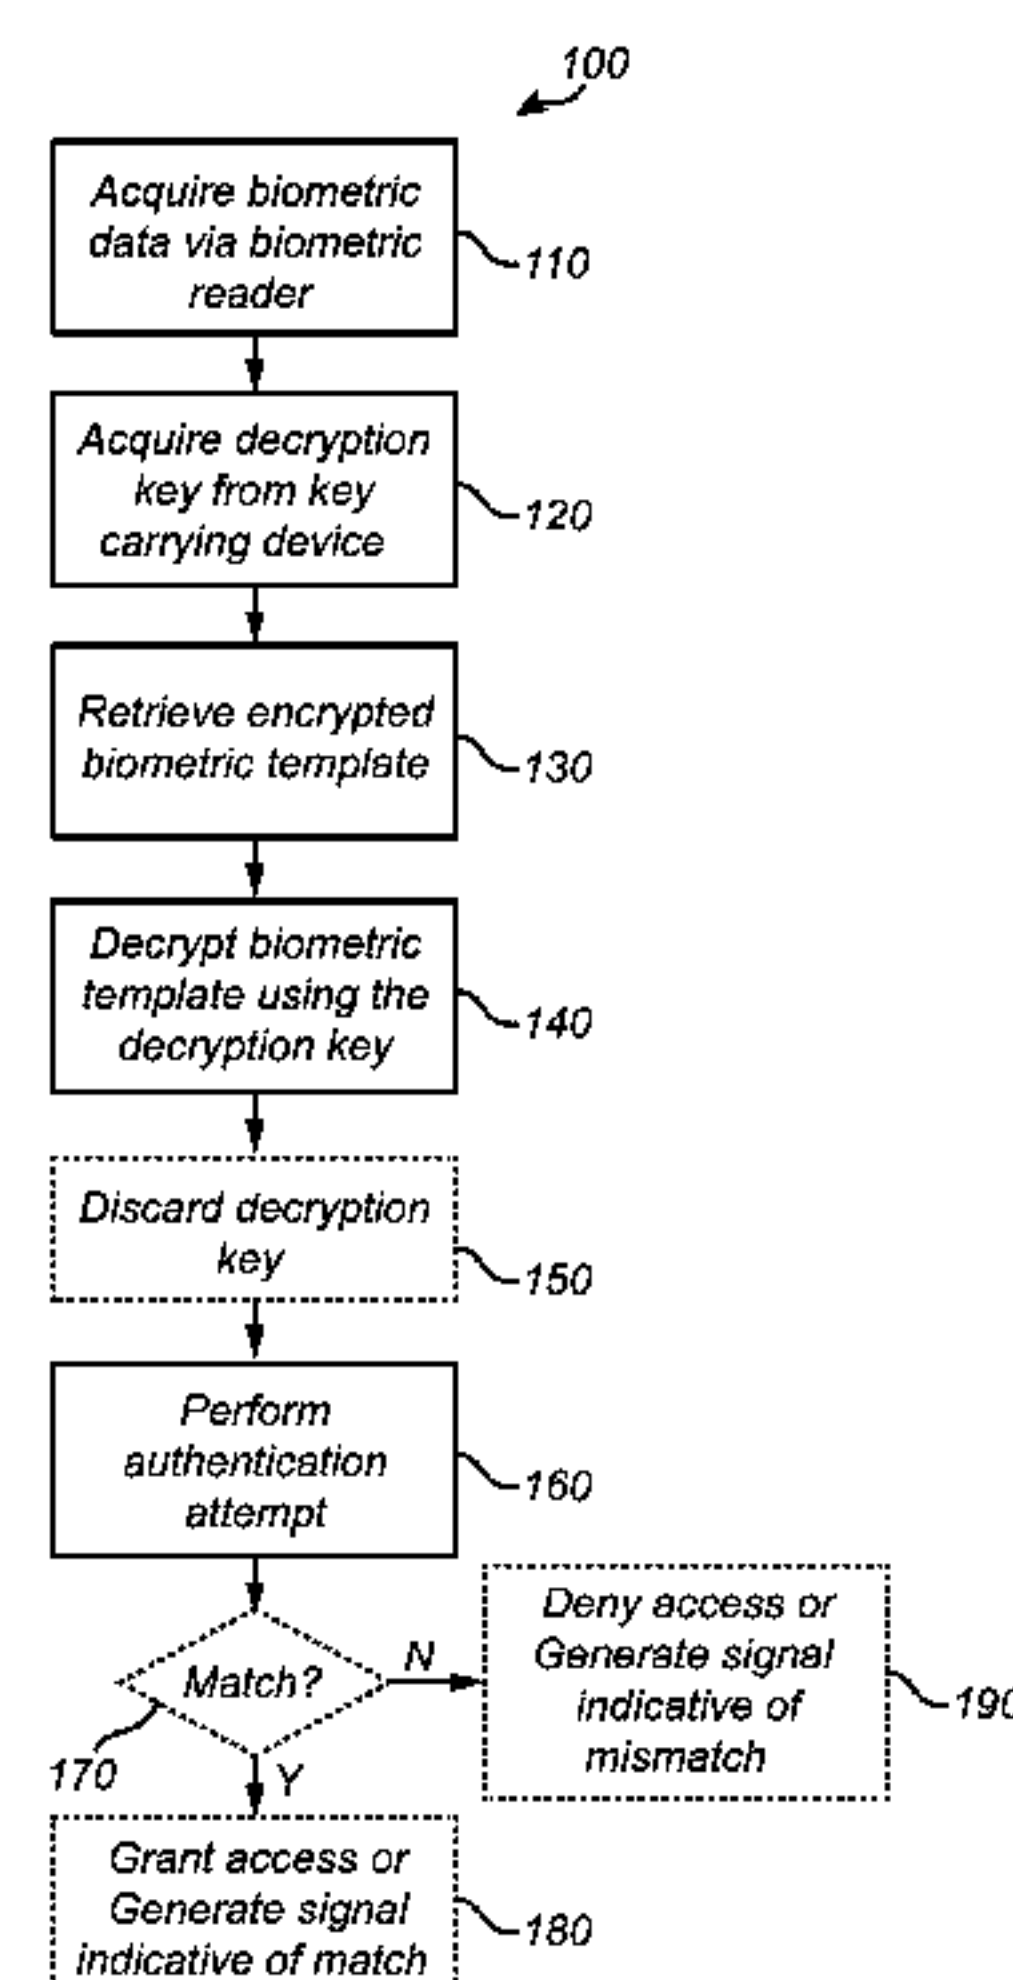 100
Acquire biometric
data via biometric
reader
110
Acquire decryption
key from key
carrying device
120
Retrieve encrypted
biometric template
130
Decrypt biometric
template using the
decryption key
140
Discard decryption
key
150
Perform
authentication
attempt
160
Match?
170
N
Y
Deny access or
Generate signal
indicative of
mismatch
190
Grant access or
Generate signal
indicative of match
180